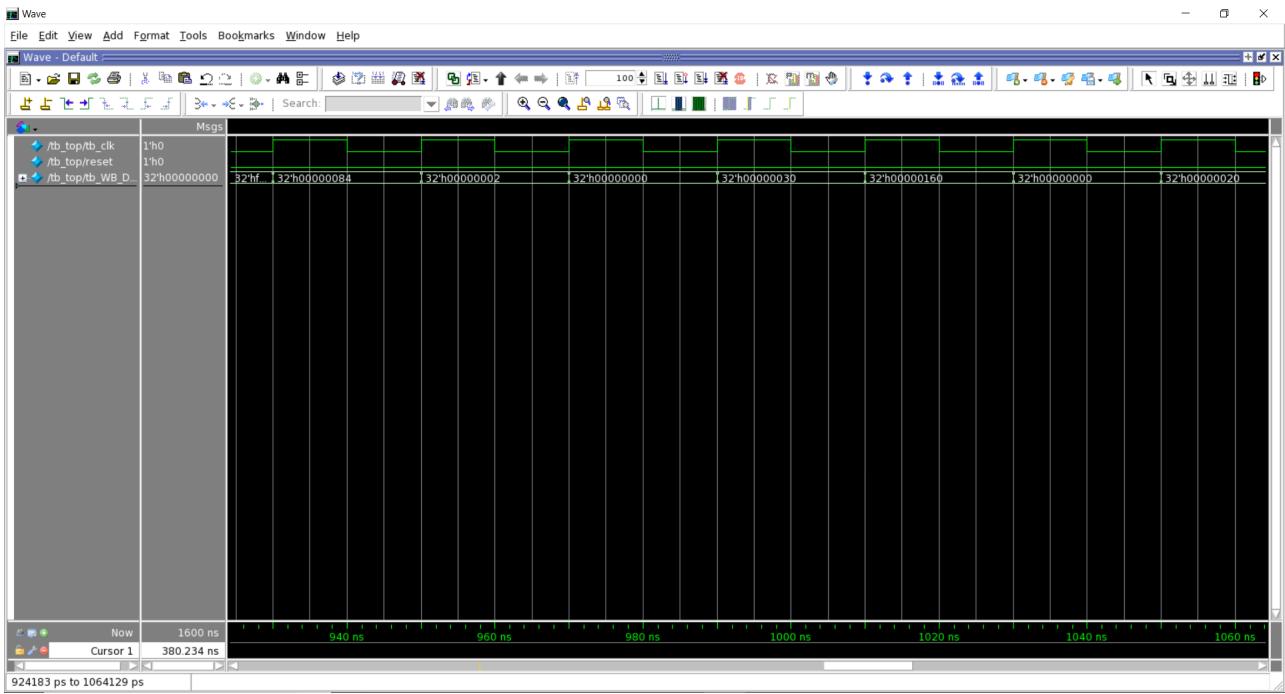 Wave
File Edit View Add Format Tools Bookmarks Window Help
Wave - Default
100
Search:
Msgs
/tb_top/tb_clk 1'h0
/tb_top/reset 1'h0
/tb_top/tb_WB_D... 32'h00000000 32'hf... 32'h00000084 32'h00000002 32'h00000000 32'h00000030 32'h00000160 32'h00000000 32'h00000020
Now 1600 ns 940 ns 960 ns 980 ns 1000 ns 1020 ns 1040 ns 1060 ns
Cursor 1 380.234 ns
924183 ps to 1064129 ps